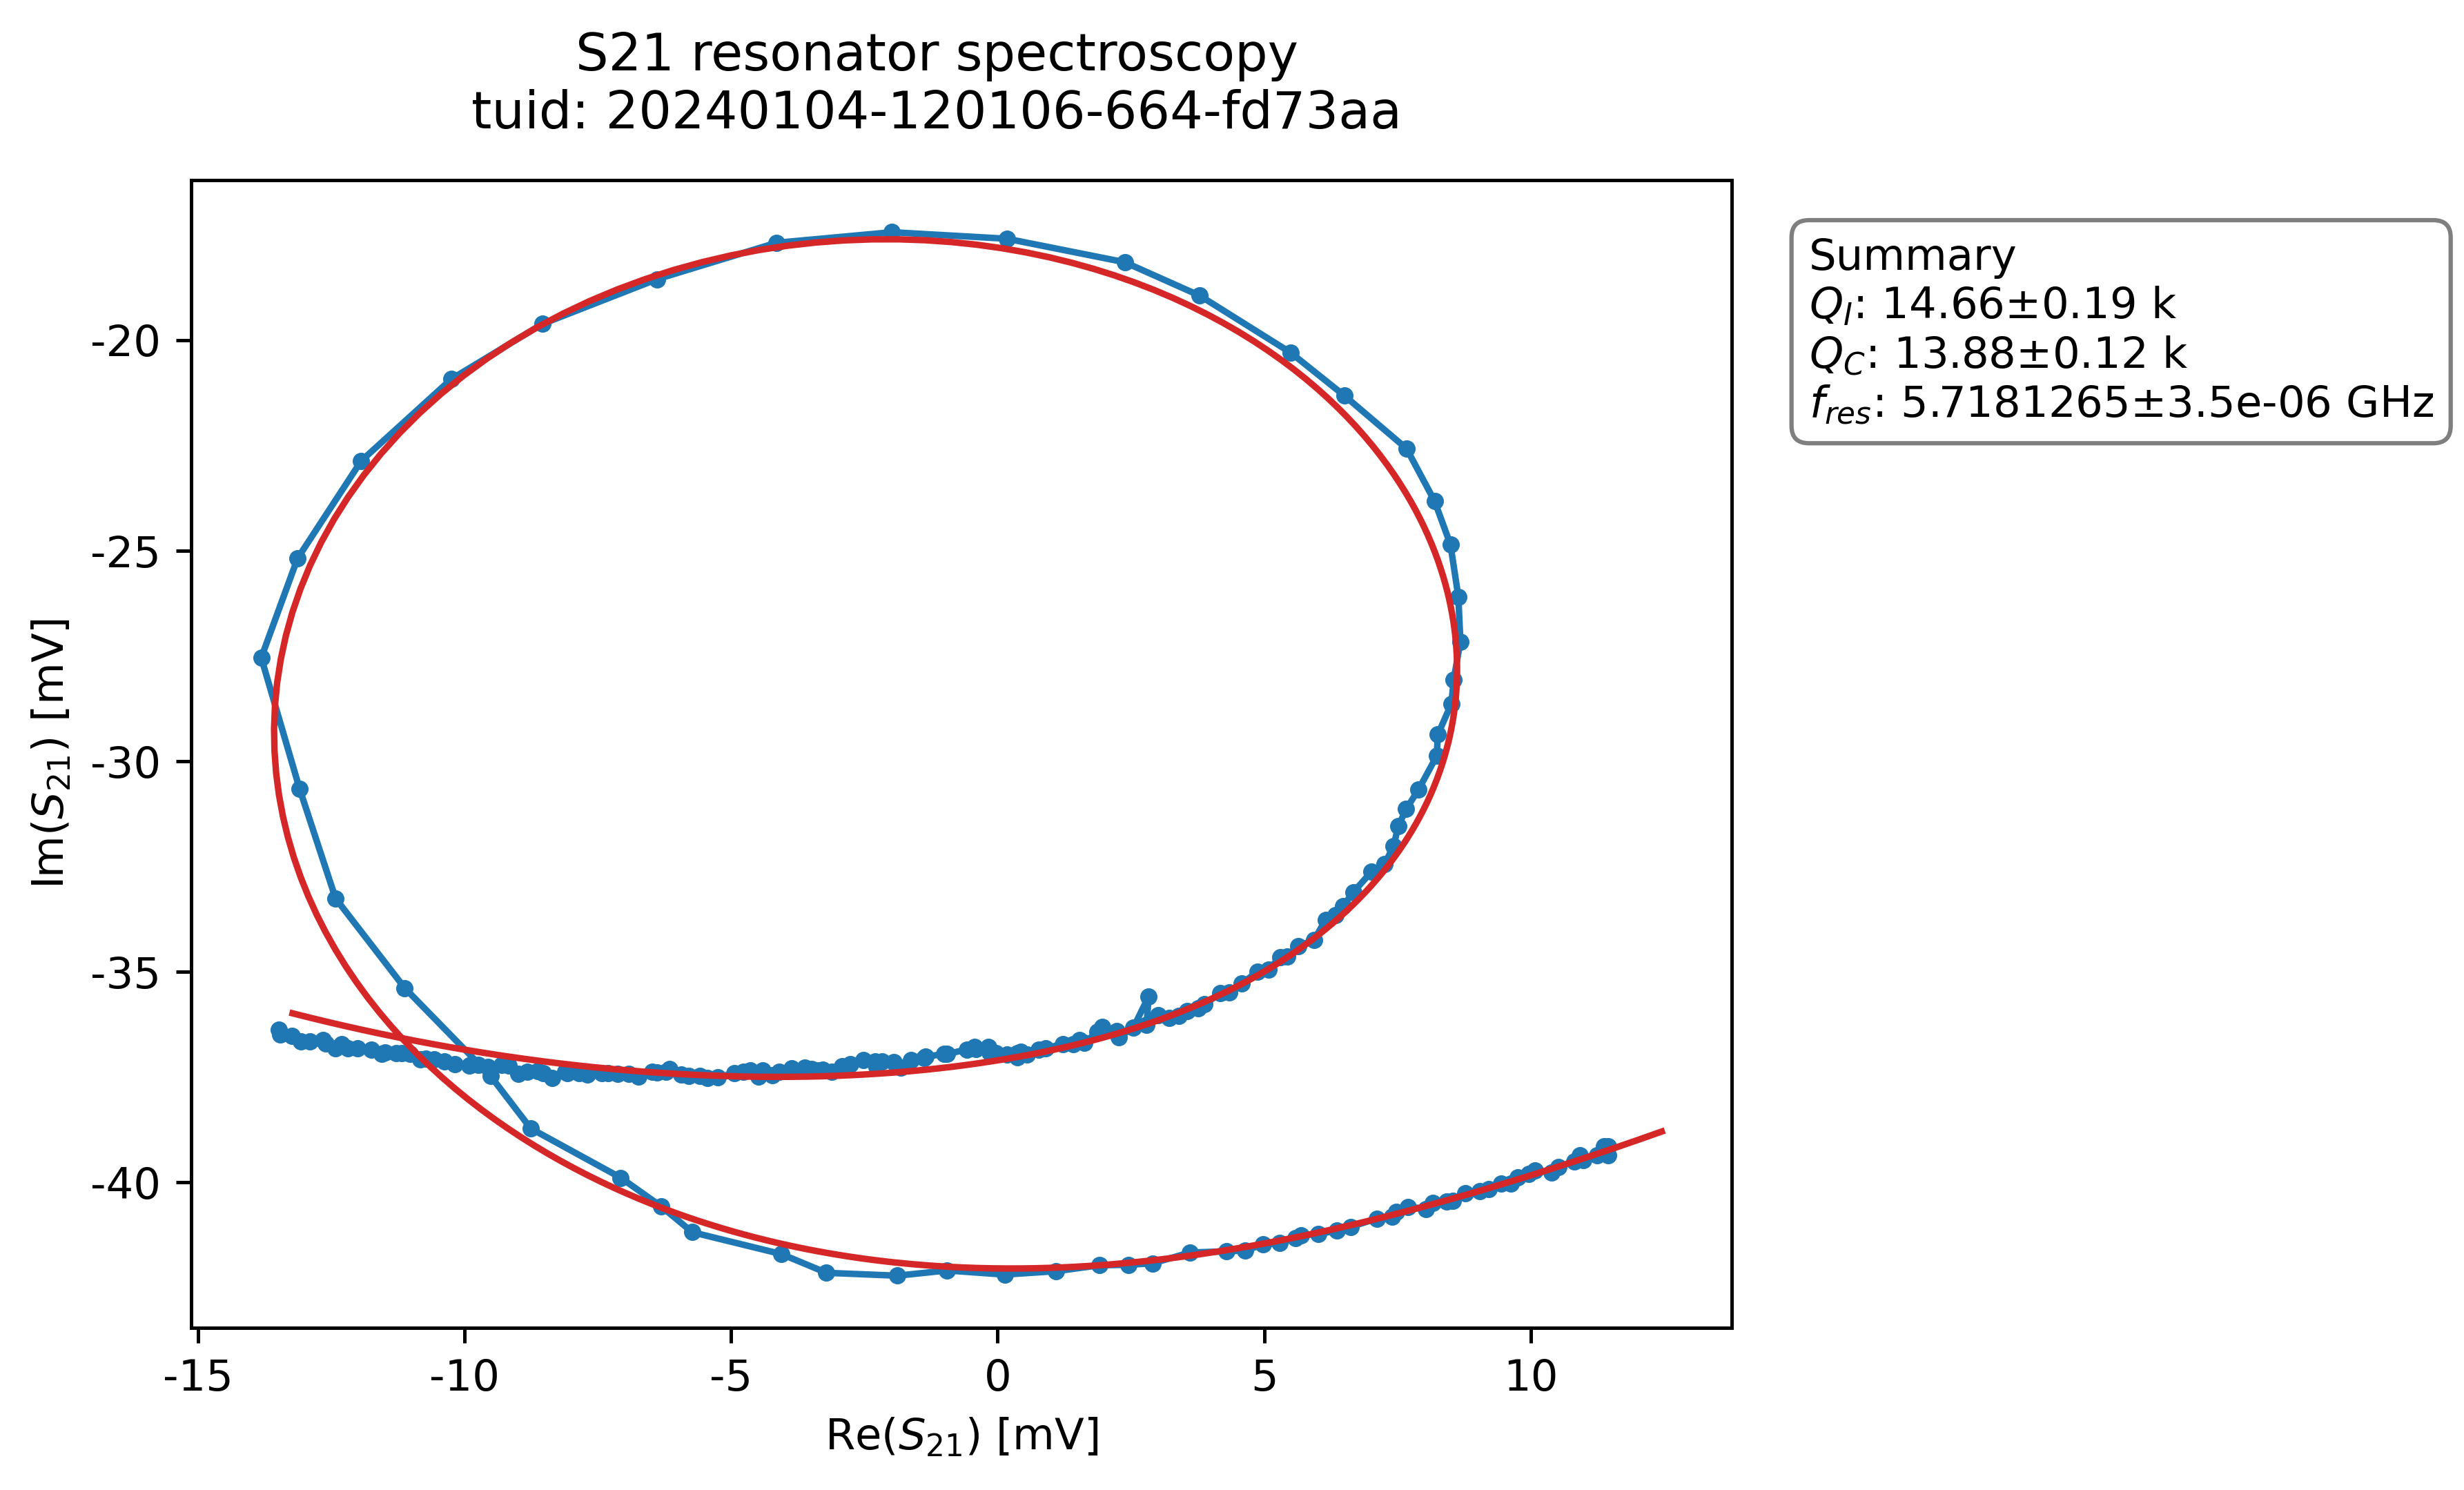 S21 resonator spectroscopy
tuid: 20240104-120106-664-fd73aa
Summary
Q_I: 14.66±0.19 k
Q_C: 13.88±0.12 k
f_res: 5.7181265±3.5e-06 GHz
Im(S_21) [mV]
-20
-25
-30
-35
-40
-15 -10 -5 0 5 10
Re(S_21) [mV]